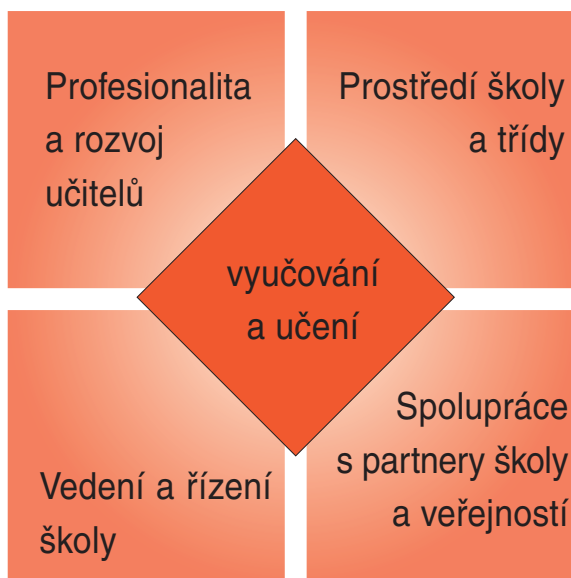 Profesionalita
a rozvoj
učitelů
Prostředí školy
a třídy
vyučování
a učení
Vedení a řízení
školy
Spolupráce
s partnery školy
a veřejností